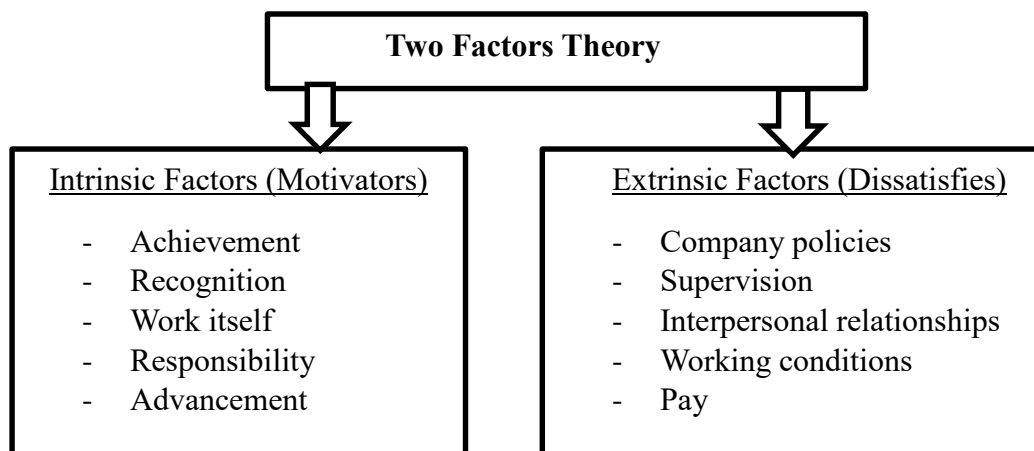 Two Factors Theory
Intrinsic Factors (Motivators)
- Achievement
- Recognition
- Work itself
- Responsibility
- Advancement
Extrinsic Factors (Dissatisfies)
- Company policies
- Supervision
- Interpersonal relationships
- Working conditions
- Pay